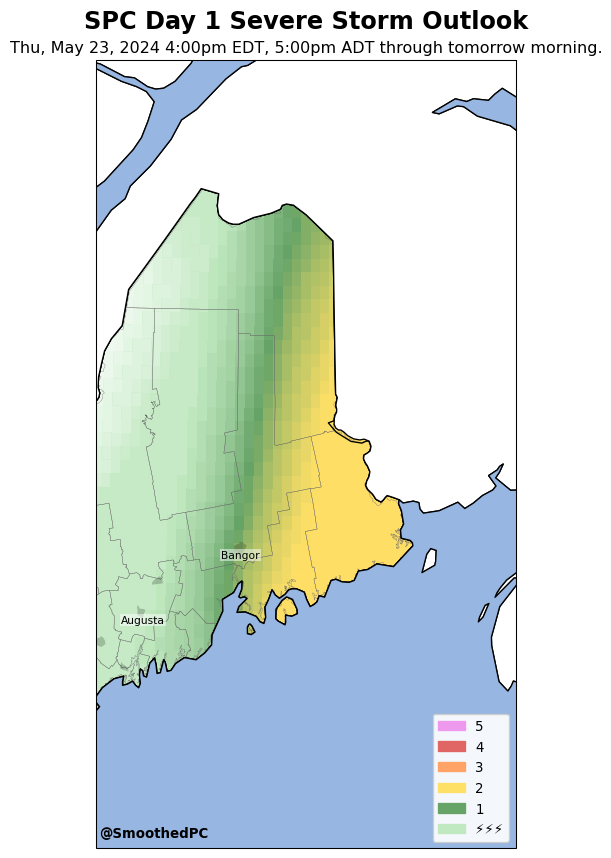 SPC Day 1 Severe Storm Outlook
Thu, May 23, 2024 4:00pm EDT, 5:00pm ADT through tomorrow morning.
Bangor
Augusta
5
4
3
2
1
⚡⚡⚡
@SmoothedPC